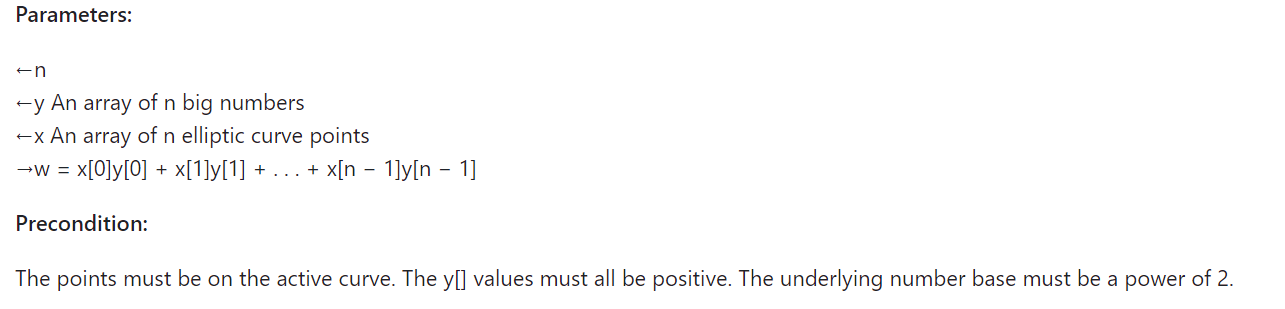 Parameters:
←n
←y An array of n big numbers
←x An array of n elliptic curve points
→w = x[0]y[0] + x[1]y[1] + . . . + x[n − 1]y[n − 1]
Precondition:
The points must be on the active curve. The y[] values must all be positive. The underlying number base must be a power of 2.